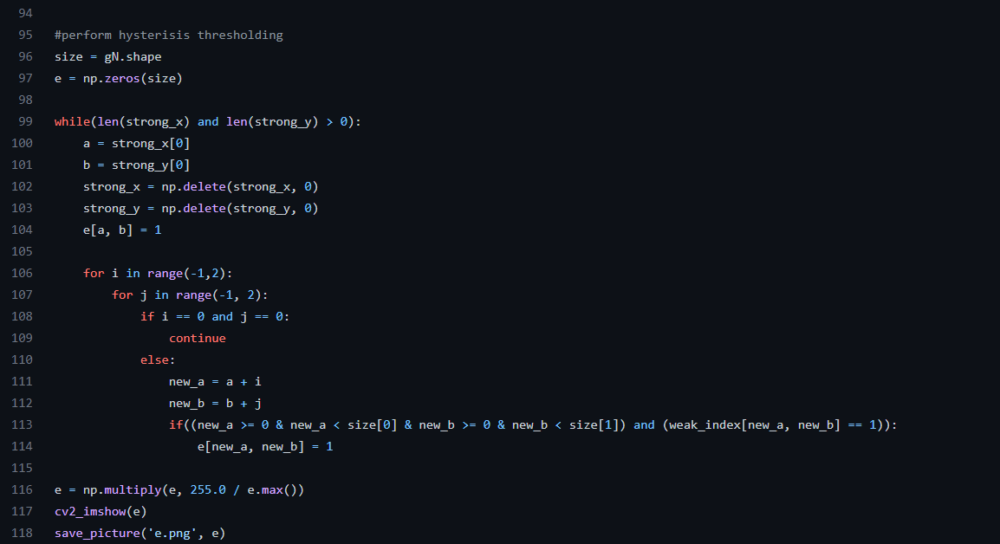 94
95 #perform hysterisis thresholding
96 size = gN.shape
97 e = np.zeros(size)
98
99 while(len(strong_x) and len(strong_y) > 0):
100     a = strong_x[0]
101     b = strong_y[0]
102     strong_x = np.delete(strong_x, 0)
103     strong_y = np.delete(strong_y, 0)
104     e[a, b] = 1
105
106     for i in range(-1,2):
107         for j in range(-1, 2):
108             if i == 0 and j == 0:
109                 continue
110             else:
111                 new_a = a + i
112                 new_b = b + j
113                 if((new_a >= 0 & new_a < size[0] & new_b >= 0 & new_b < size[1]) and (weak_index[new_a, new_b] == 1)):
114                     e[new_a, new_b] = 1
115
116 e = np.multiply(e, 255.0 / e.max())
117 cv2_imshow(e)
118 save_picture('e.png', e)